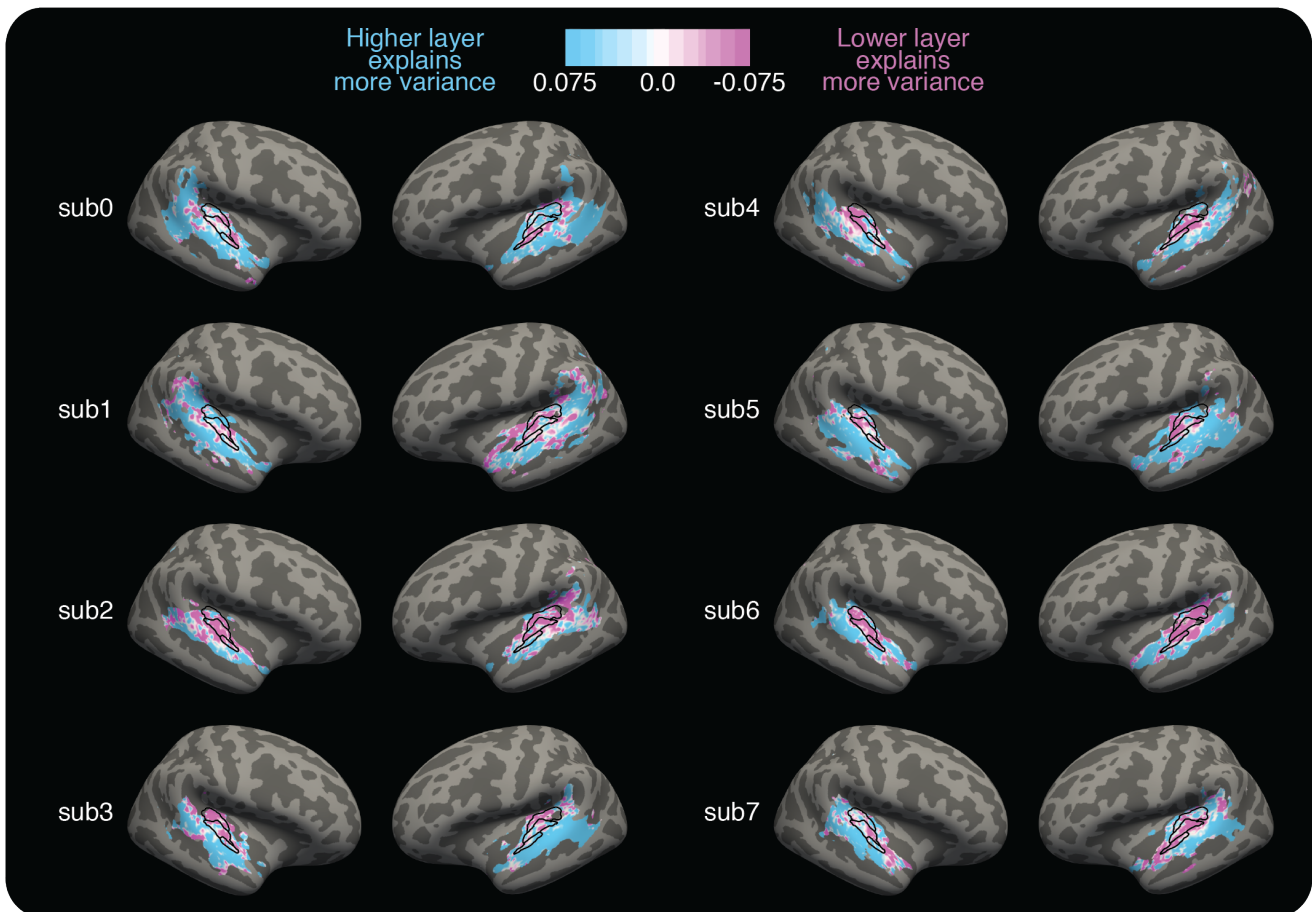 Higher layer
explains
more variance
0.075 0.0 -0.075
Lower layer
explains
more variance
sub0
sub4
sub1
sub5
sub2
sub6
sub3
sub7